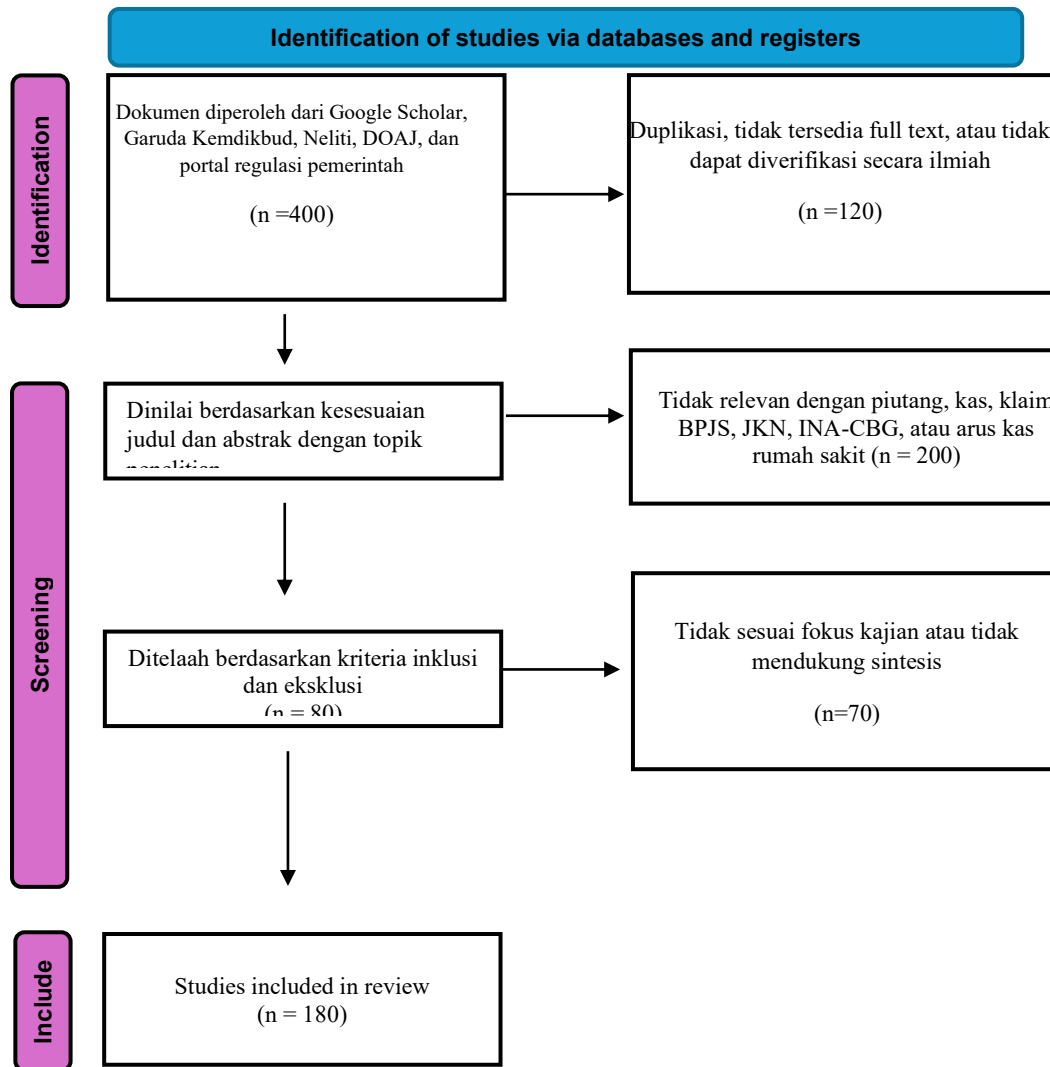 Identification of studies via databases and registers
Identification
Dokumen diperoleh dari Google Scholar,
Garuda Kemdikbud, Neliti, DOAJ, dan
portal regulasi pemerintah
(n =400)
Duplikasi, tidak tersedia full text, atau tidak
dapat diverifikasi secara ilmiah
(n =120)
Screening
Dinilai berdasarkan kesesuaian
judul dan abstrak dengan topik
penelitian
Tidak relevan dengan piutang, kas, klaim
BPJS, JKN, INA-CBG, atau arus kas
rumah sakit (n = 200)
Ditelaah berdasarkan kriteria inklusi
dan eksklusi
(n = 80)
Tidak sesuai fokus kajian atau tidak
mendukung sintesis
(n=70)
Include
Studies included in review
(n = 180)